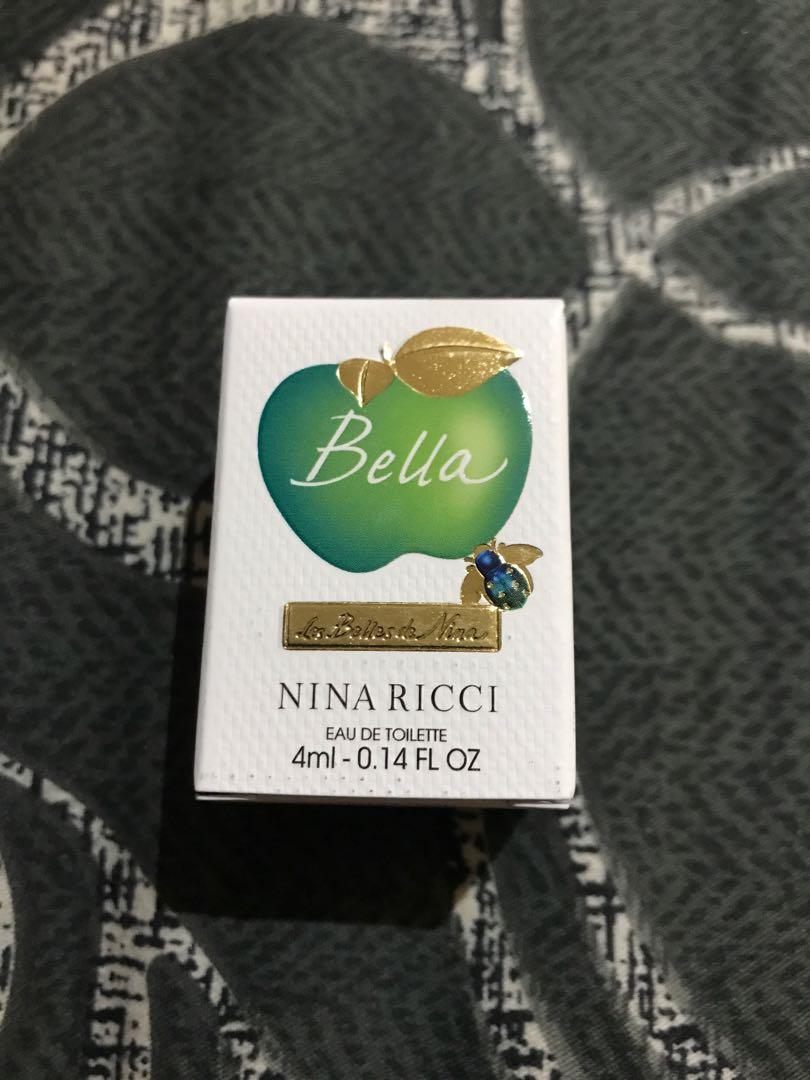 Bella
Les Belles de Nina
NINA RICCI
EAU DE TOILETTE
4ml - 0.14 FL OZ